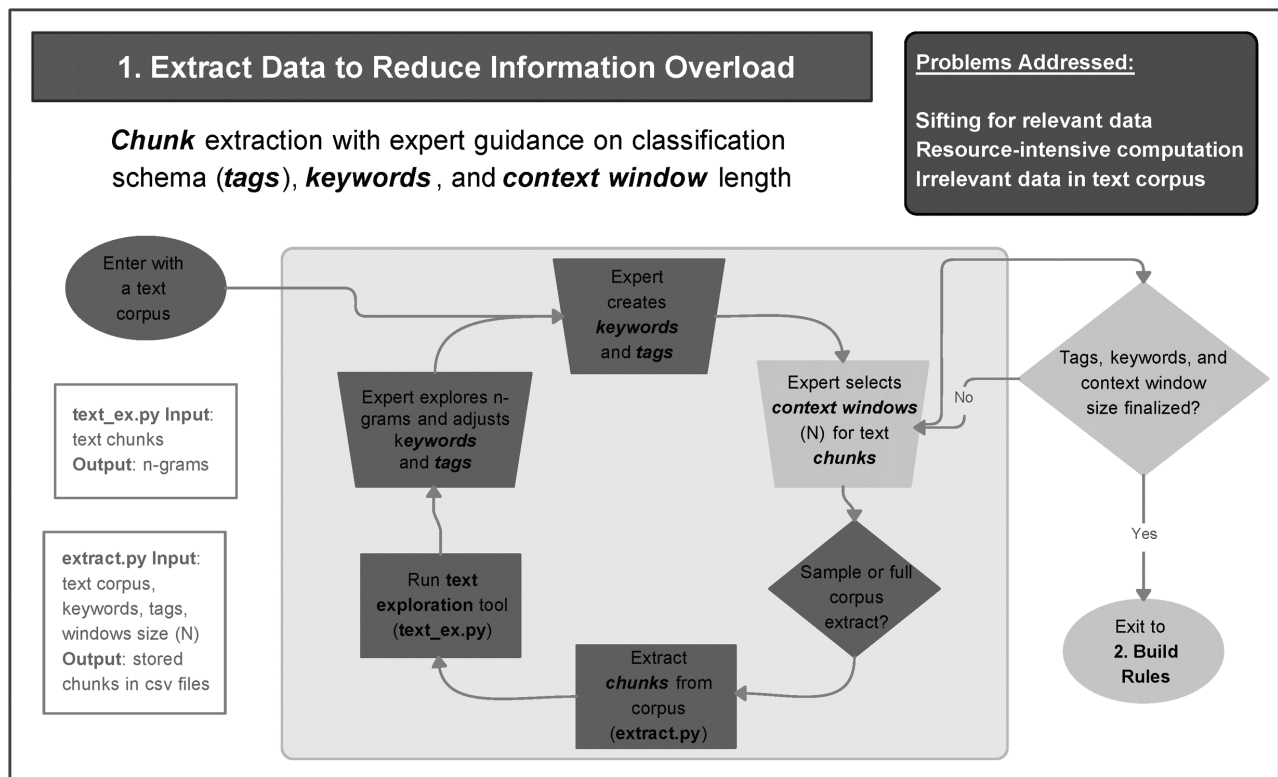 1. Extract Data to Reduce Information Overload
Problems Addressed:
Sifting for relevant data
Resource-intensive computation
Irrelevant data in text corpus
Chunk extraction with expert guidance on classification
schema (tags), keywords, and context window length
Enter with
a text
corpus
Expert
creates
keywords
and tags
Expert explores n-
grams and adjusts
keywords
and tags
Expert selects
context windows
(N) for text
chunks
No
Tags, keywords, and
context window
size finalized?
text_ex.py Input:
text chunks
Output: n-grams
Yes
extract.py Input:
text corpus,
keywords, tags,
windows size (N)
Output: stored
chunks in csv files
Run text
exploration tool
(text_ex.py)
Sample or full
corpus
extract?
Extract
chunks from
corpus
(extract.py)
Exit to
2. Build
Rules